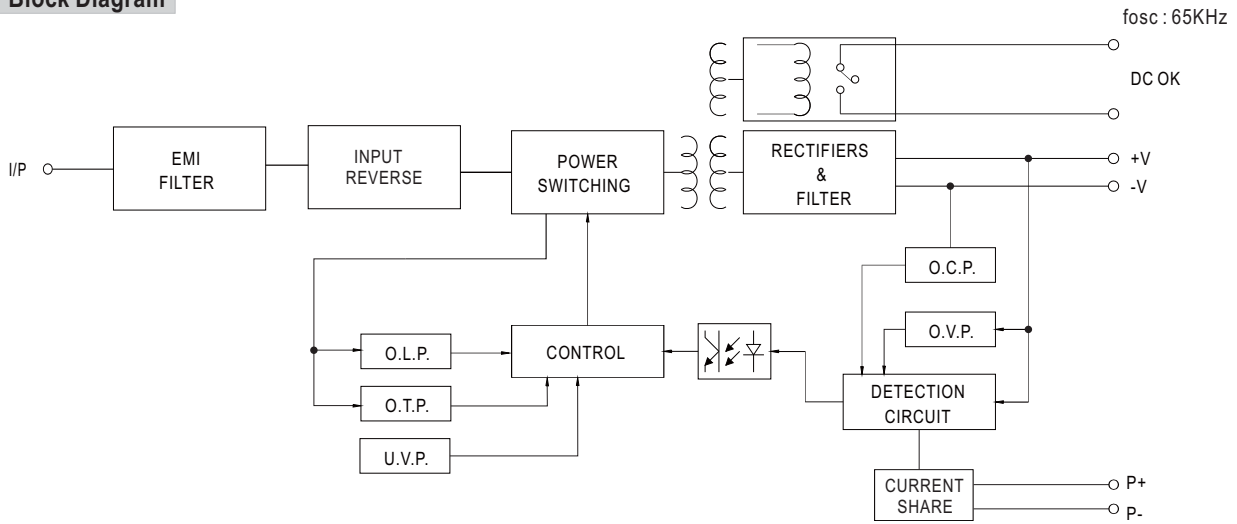 Block Diagram
fosc : 65KHz
DC OK
I/P
EMI
FILTER
INPUT
REVERSE
POWER
SWITCHING
RECTIFIERS
&
FILTER
+V
-V
O.C.P.
O.V.P.
O.L.P.
CONTROL
O.T.P.
DETECTION
CIRCUIT
U.V.P.
CURRENT
SHARE
P+
P-